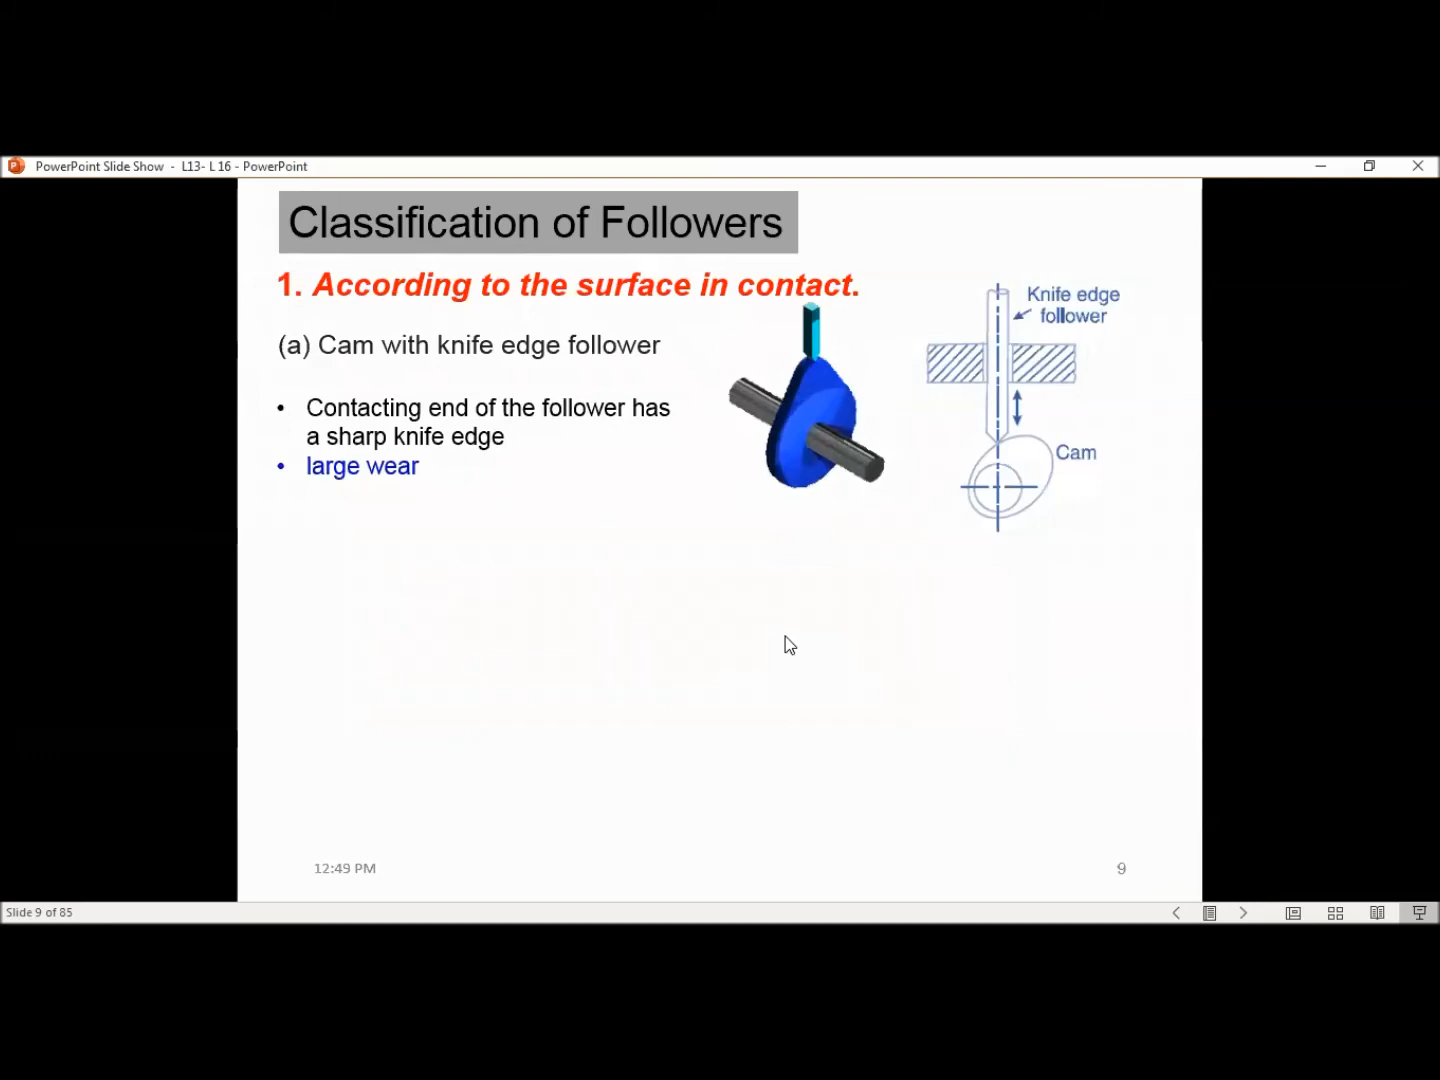 PowerPoint Slide Show - L13- L 16 - PowerPoint
Classification of Followers
1. According to the surface in contact.
(a) Cam with knife edge follower
• Contacting end of the follower has
a sharp knife edge
• large wear
Knife edge
follower
Cam
12:49 PM
9
Slide 9 of 85